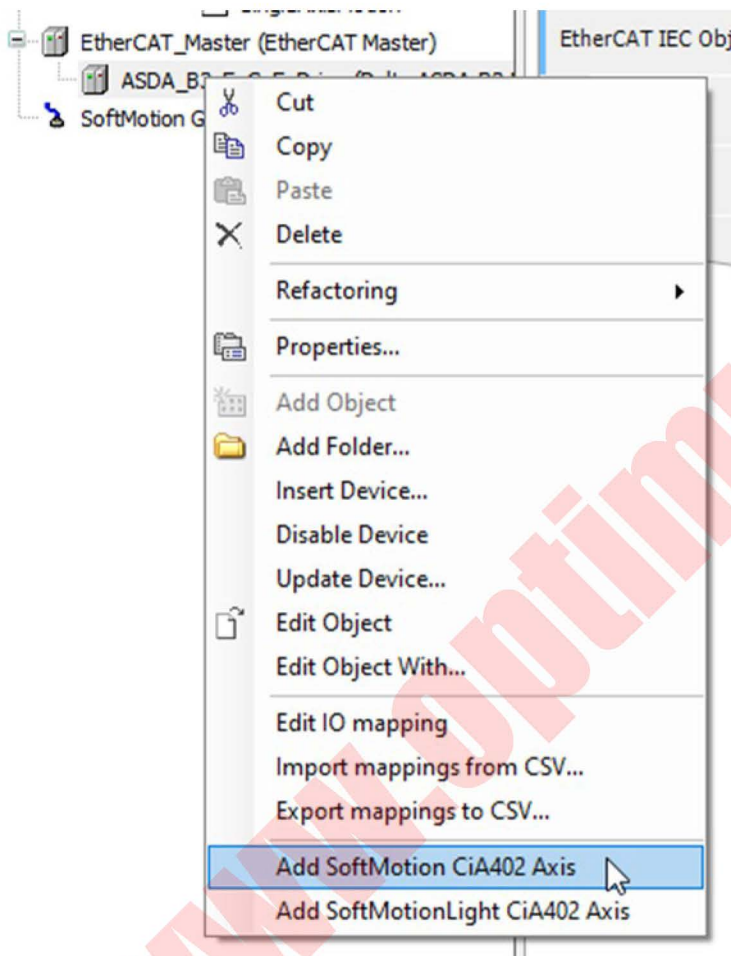 EtherCAT_Master (EtherCAT Master)
EtherCAT IEC Obj
SoftMotion G
Cut
Copy
Paste
Delete
Refactoring
Properties...
Add Object
Add Folder...
Insert Device...
Disable Device
Update Device...
Edit Object
Edit Object With...
Edit IO mapping
Import mappings from CSV...
Export mappings to CSV...
Add SoftMotion CiA402 Axis
Add SoftMotionLight CiA402 Axis
www.optim